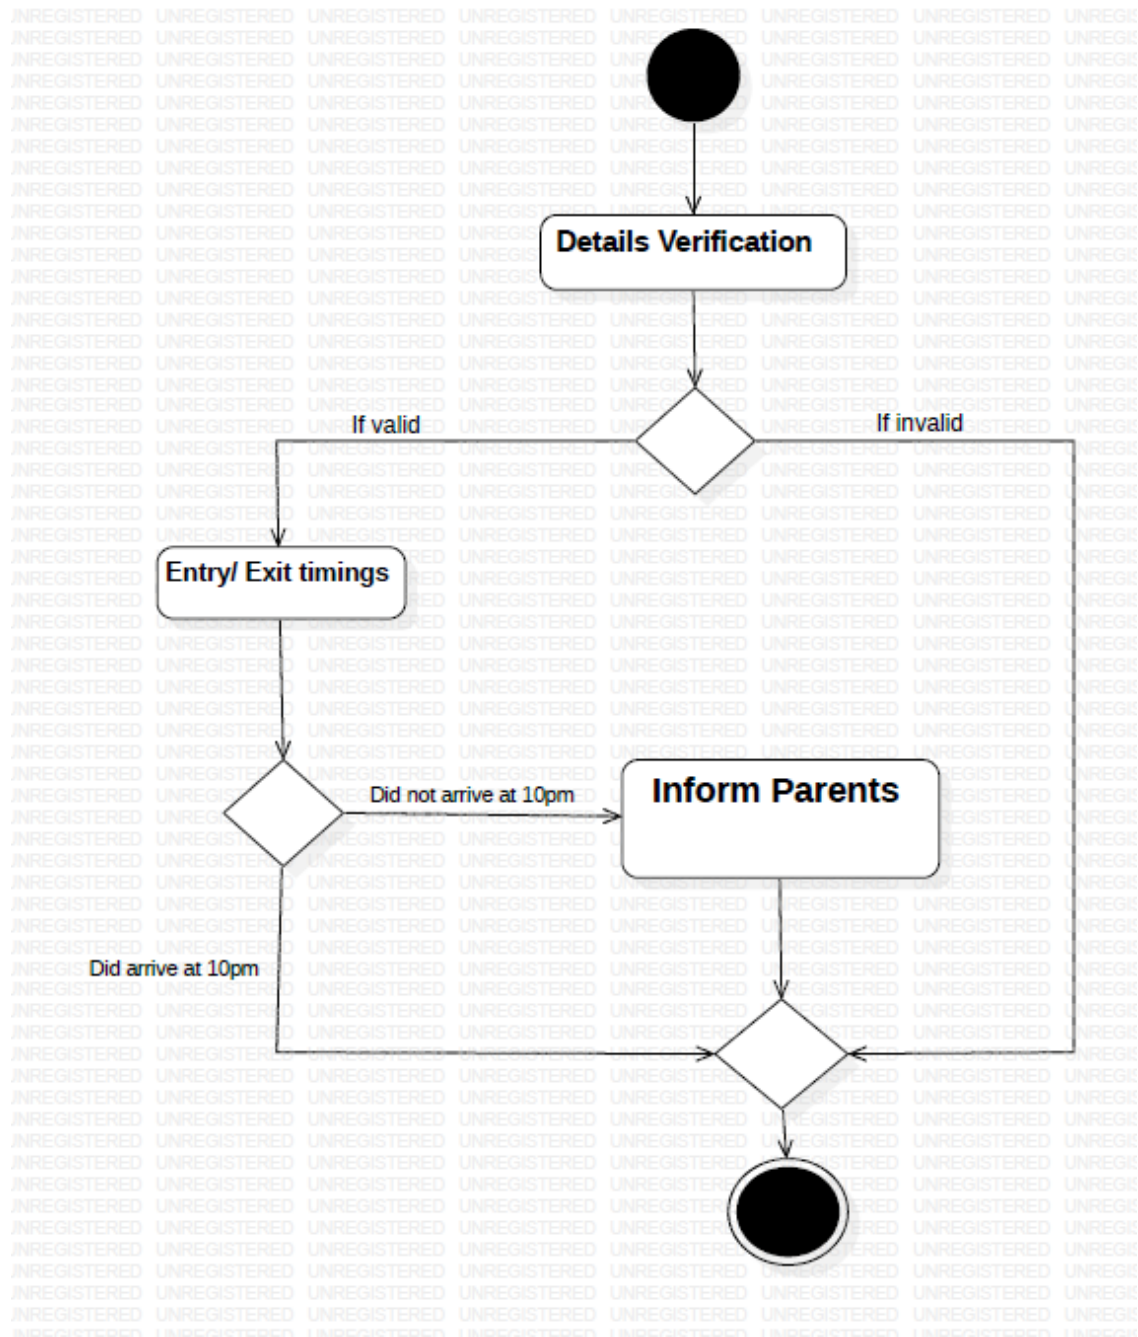 Details Verification
If valid
If invalid
Entry/ Exit timings
Did not arrive at 10pm
Inform Parents
Did arrive at 10pm
UNREGISTERED